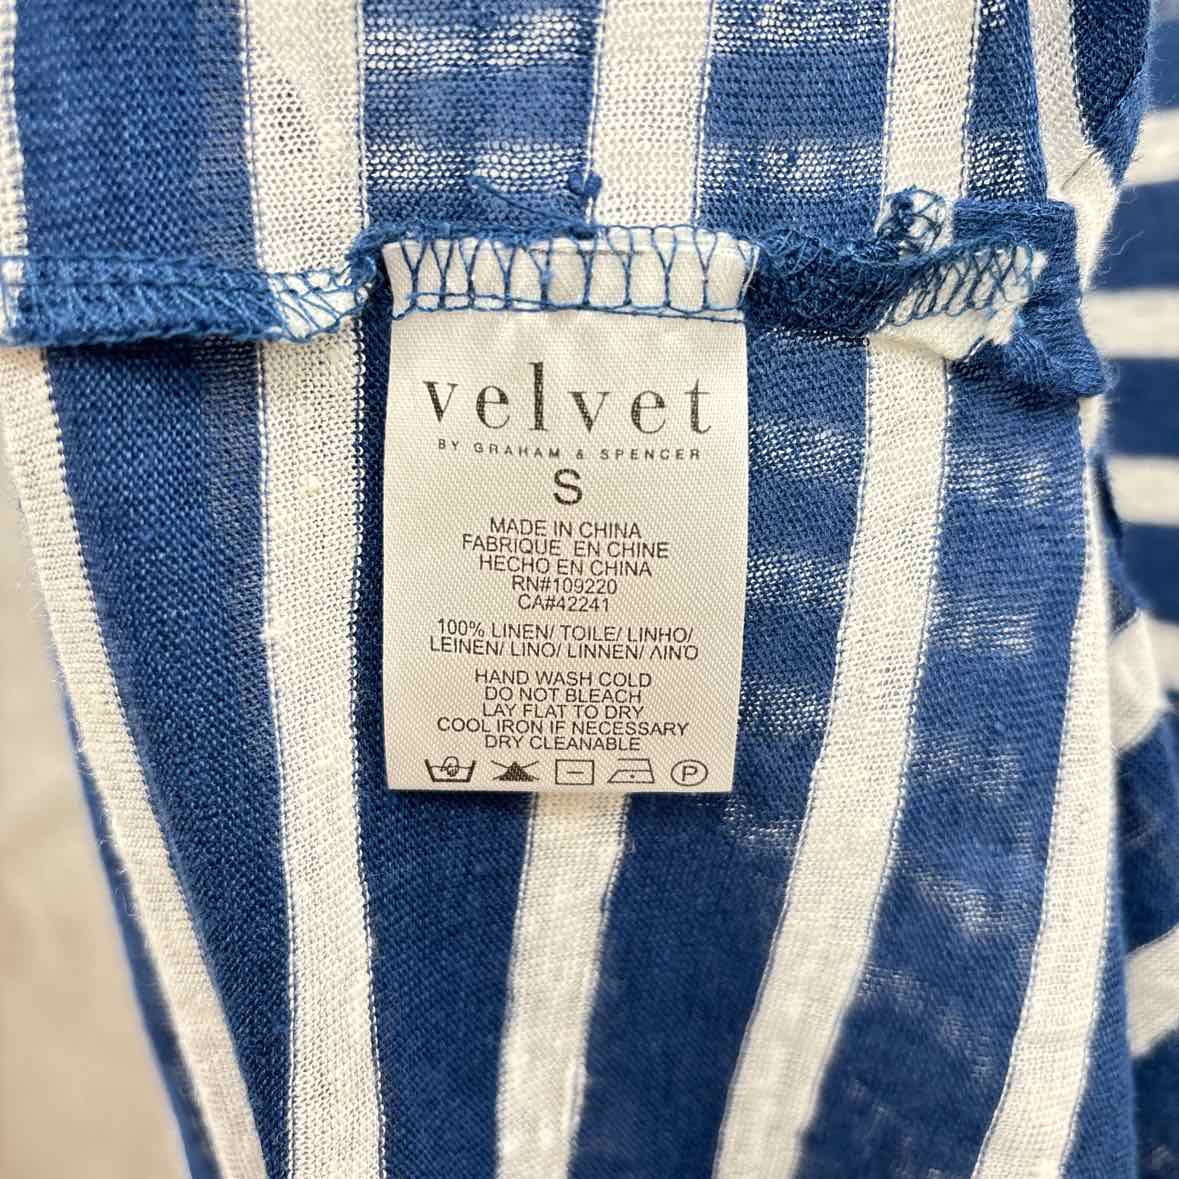 velvet
BY GRAHAM & SPENCER
S
MADE IN CHINA
FABRIQUE EN CHINE
HECHO EN CHINA
RN#109220
CA#42241
100% LINEN/ TOILE/ LINHO/
LEINEN/ LINO/ LINNEN/ ΛΙΝΌ
HAND WASH COLD
DO NOT BLEACH
LAY FLAT TO DRY
COOL IRON IF NECESSARY
DRY CLEANABLE
P